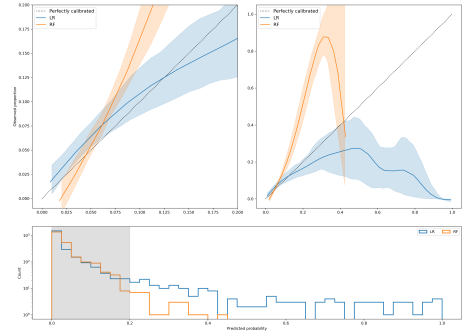 Perfectly calibrated
LR
RF
0.200
0.175
0.150
0.125
0.100
0.075
0.050
0.025
0.000
Observed proportion
0.000 0.025 0.050 0.075 0.100 0.125 0.150 0.175 0.200
Perfectly calibrated
LR
RF
1.0
0.8
0.6
0.4
0.2
0.0
0.0 0.2 0.4 0.6 0.8 1.0
LR RF
Count
0.0 0.2 0.4 0.6 0.8 1.0
Predicted probability